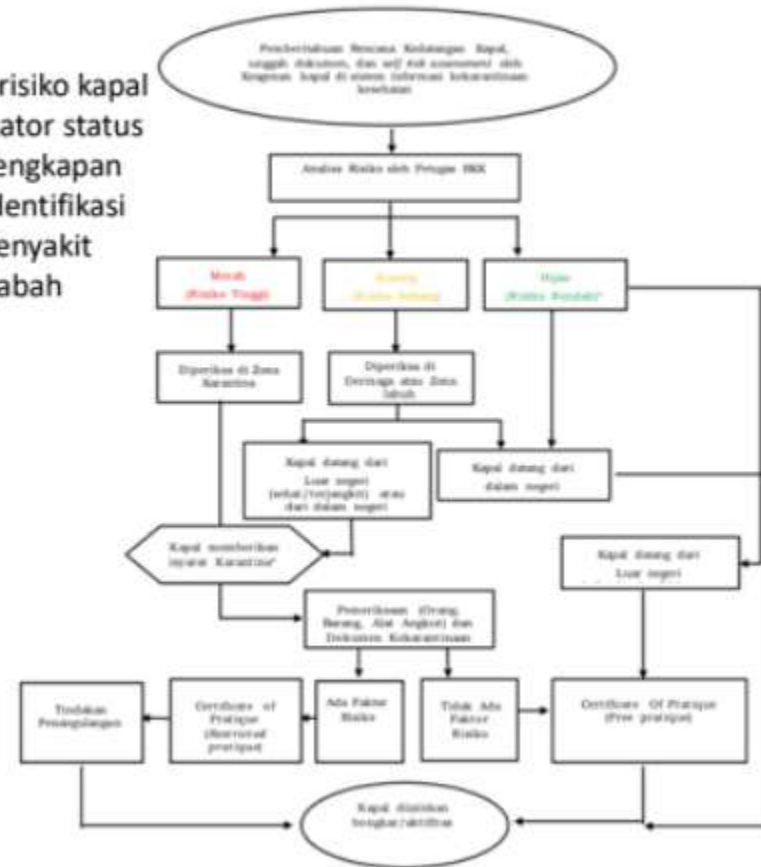 risiko kapal
ator status
engkapan
dentifikasi
enyakit
abah
Pemberitahuan Rencana Kedatangan Kapal,
unggah dokumen, dan self risk assessment oleh
Keagenan kapal di sistem informasi kekarantinaan
kesehatan
Analisa Risiko oleh Petugas BKK
Merah
(Risiko Tinggi)
Kuning
(Risiko Sedang)
Hijau
(Risiko Rendah)*
Diperiksa di Zona
Karantina
Diperiksa di
Dermaga atau Zona
labuh
Kapal datang dari
Luar negeri
(sehat/terjangkit) atau
dari dalam negeri
Kapal datang dari
dalam negeri
Kapal memberikan
isyarat Karantina*
Kapal datang dari
Luar negeri
Pemeriksaan (Orang,
Barang, Alat Angkut) dan
Dokumen Kekarantinaan
Tindakan
Penanggulangan
Certificate of
Pratique
(Restricted
pratique)
Ada Faktor
Risiko
Tidak Ada
Faktor
Risiko
Certificate Of Pratique
(Free pratique)
Kapal diizinkan
bongkar/aktifitas